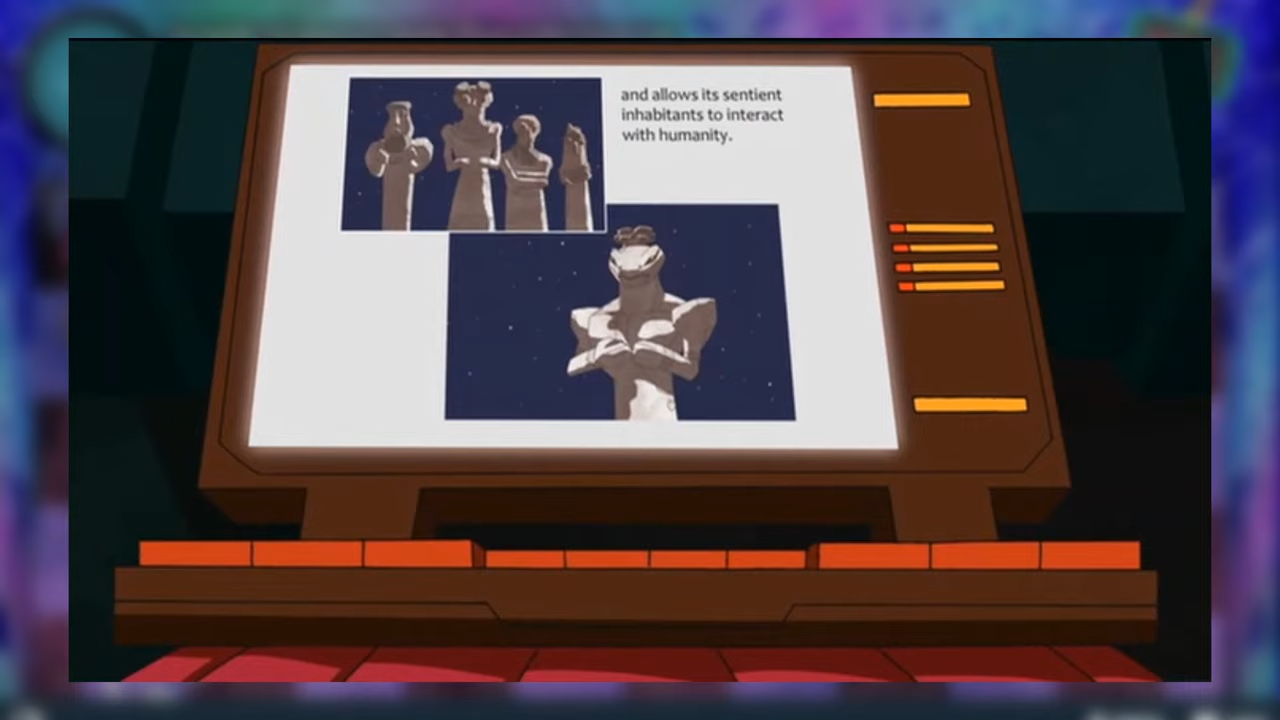 and allows its sentient
inhabitants to interact
with humanity.